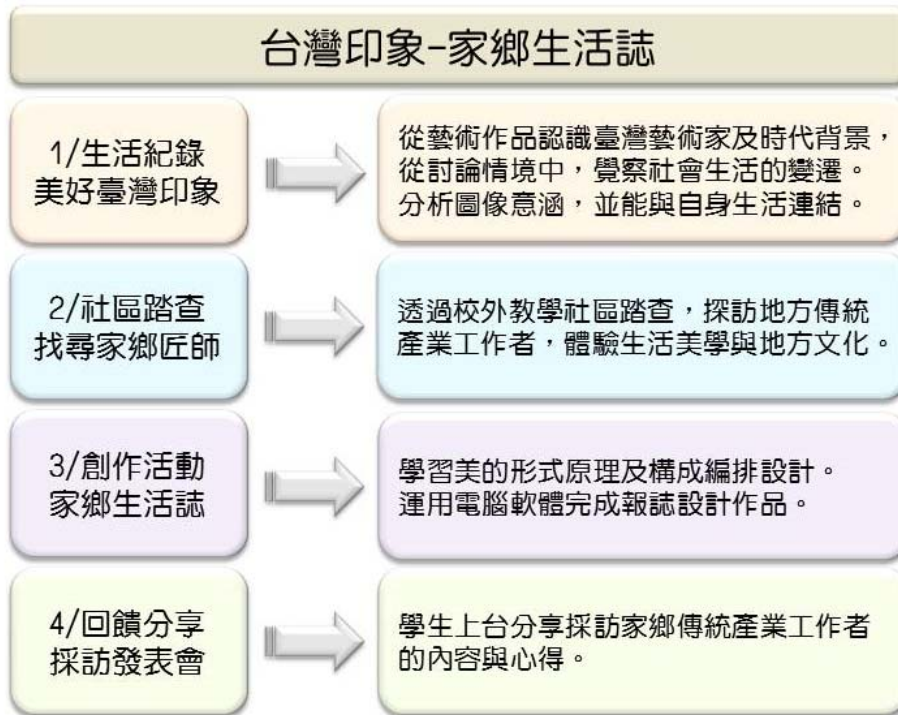 台灣印象-家鄉生活誌
1/生活紀錄
美好臺灣印象
從藝術作品認識臺灣藝術家及時代背景，
從討論情境中，覺察社會生活的變遷。
分析圖像意涵，並能與自身生活連結。
2/社區踏查
找尋家鄉匠師
透過校外教學社區踏查，探訪地方傳統
產業工作者，體驗生活美學與地方文化。
3/創作活動
家鄉生活誌
學習美的形式原理及構成編排設計。
運用電腦軟體完成報誌設計作品。
4/回饋分享
採訪發表會
學生上台分享採訪家鄉傳統產業工作者
的內容與心得。